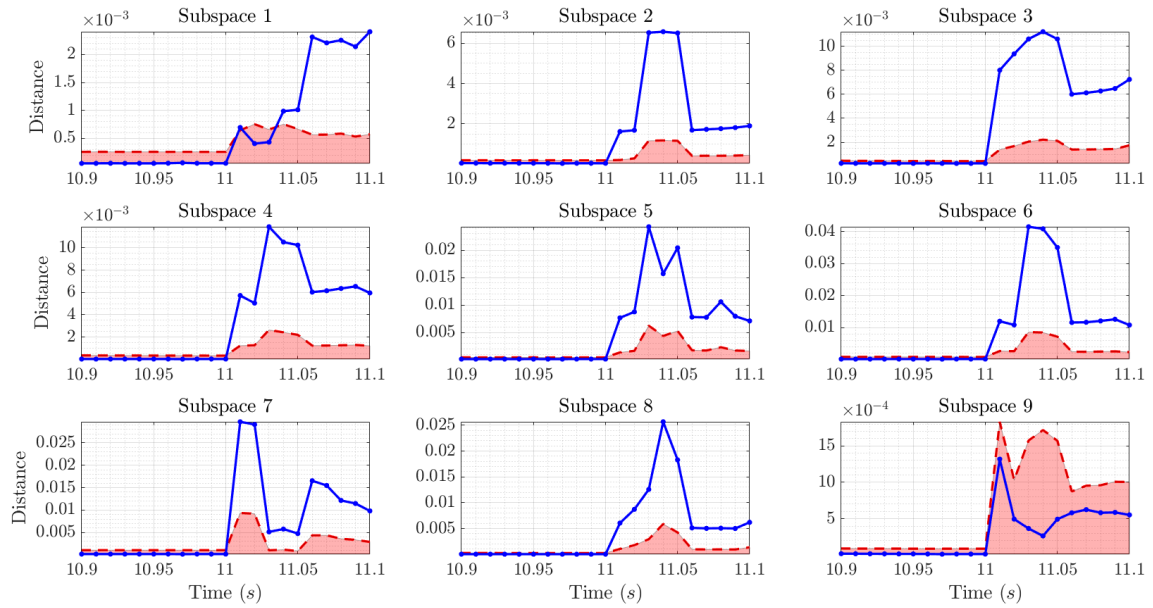 Subspace 1 Subspace 2 Subspace 3
×10⁻³ ×10⁻³ ×10⁻³
2 6 10
1.5 4 8
1 2 6
0.5 4
2
Distance
10.9 10.95 11 11.05 11.1 10.9 10.95 11 11.05 11.1 10.9 10.95 11 11.05 11.1
Subspace 4 Subspace 5 Subspace 6
×10⁻³
10 0.02 0.04
8 0.015 0.03
6 0.01 0.02
4 0.005 0.01
2
Distance
10.9 10.95 11 11.05 11.1 10.9 10.95 11 11.05 11.1 10.9 10.95 11 11.05 11.1
Subspace 7 Subspace 8 Subspace 9
×10⁻⁴
0.025 0.025 15
0.02 0.02 10
0.015 0.015 5
0.01 0.01
0.005 0.005
Distance
10.9 10.95 11 11.05 11.1 10.9 10.95 11 11.05 11.1 10.9 10.95 11 11.05 11.1
Time (s) Time (s) Time (s)